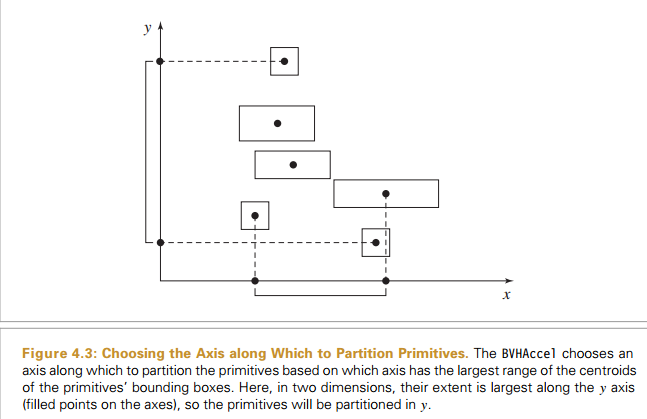 y
x
Figure 4.3: Choosing the Axis along Which to Partition Primitives. The BVHAccel chooses an
axis along which to partition the primitives based on which axis has the largest range of the centroids
of the primitives' bounding boxes. Here, in two dimensions, their extent is largest along the y axis
(filled points on the axes), so the primitives will be partitioned in y.